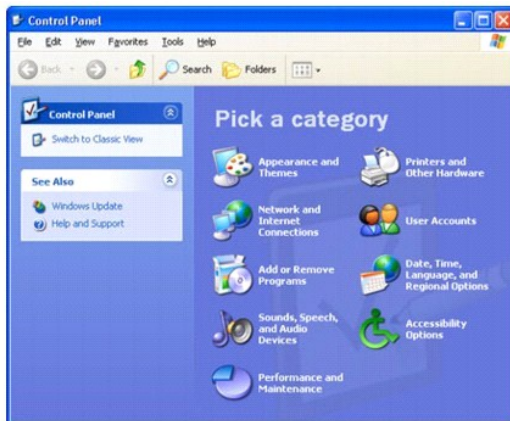 Control Panel
File Edit View Favorites Tools Help
Back Search Folders
Control Panel
Switch to Classic View
See Also
Windows Update
Help and Support
Pick a category
Appearance and
Themes
Printers and
Other Hardware
Network and
Internet
Connections
User Accounts
Add or Remove
Programs
Date, Time,
Language, and
Regional Options
Sounds, Speech,
and Audio
Devices
Accessibility
Options
Performance and
Maintenance